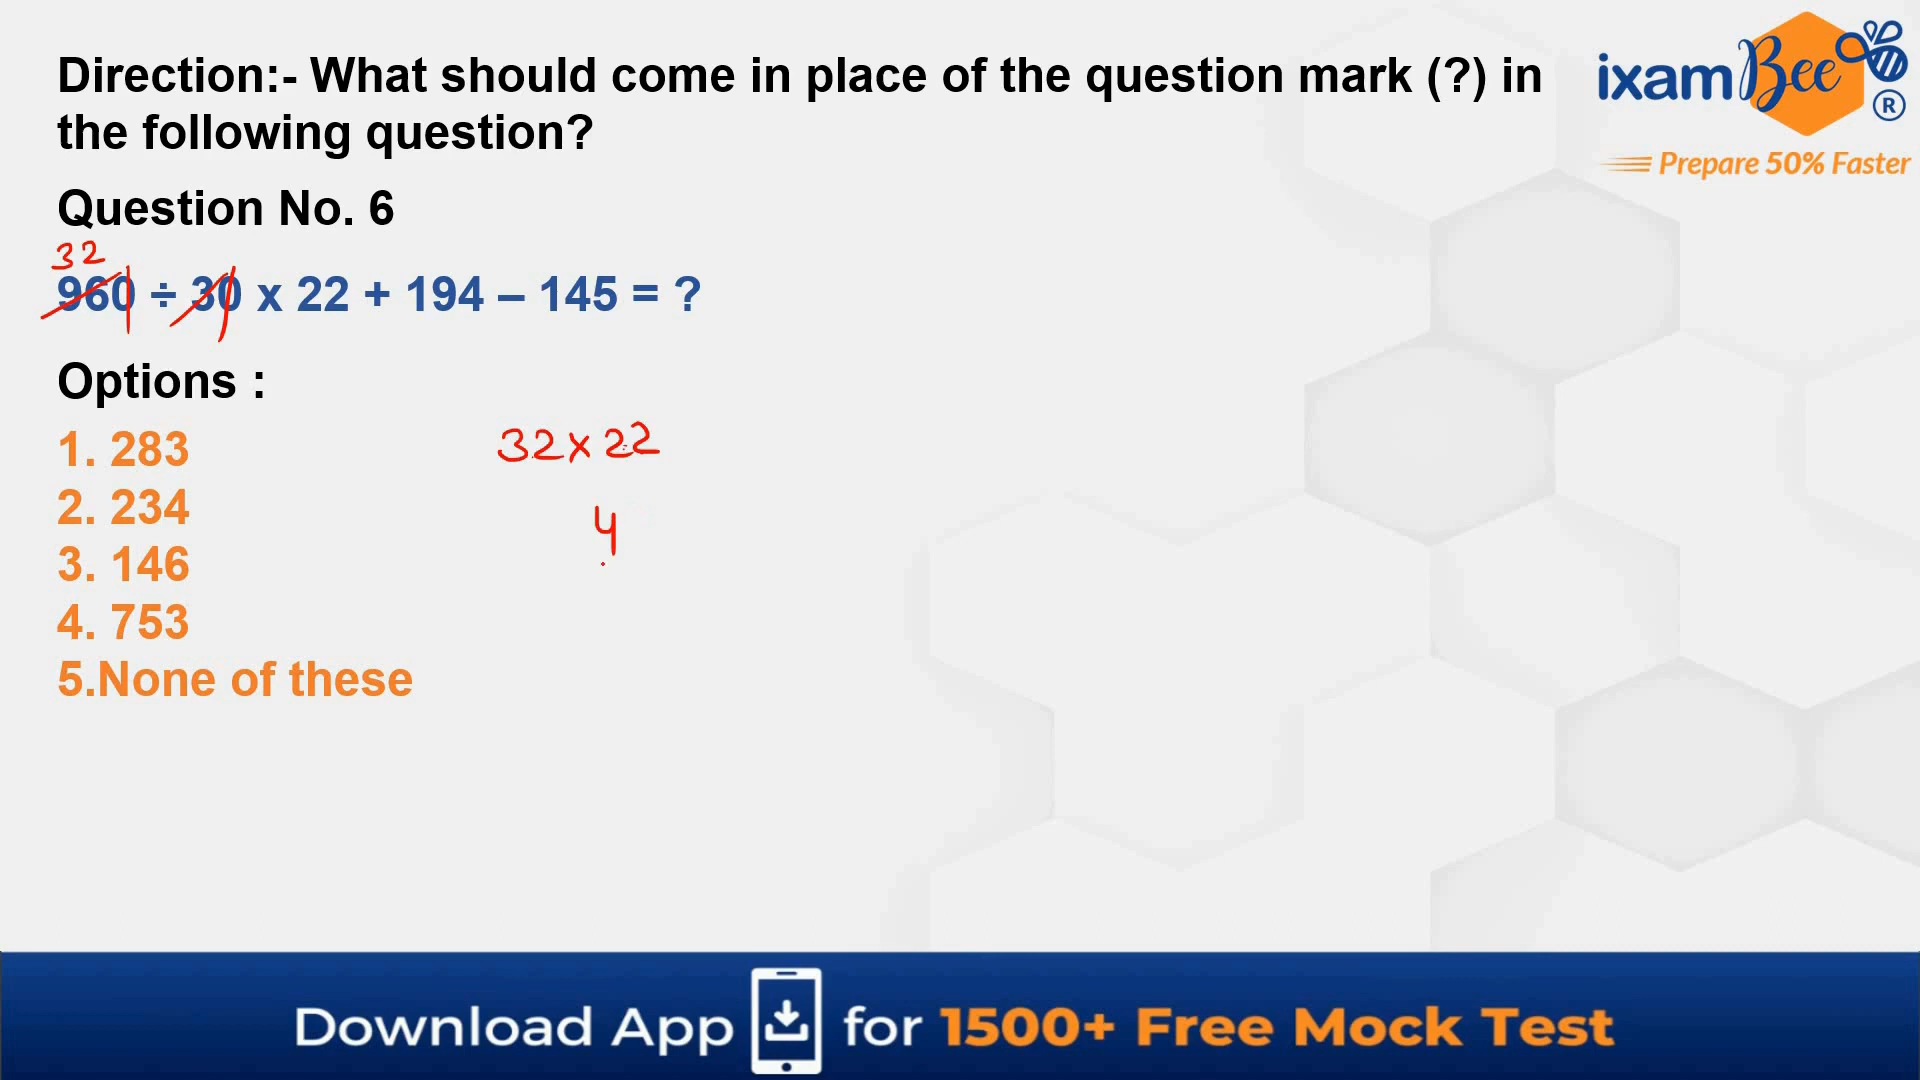 Direction:- What should come in place of the question mark (?) in
the following question?
ixamBee ®
Prepare 50% Faster
Question No. 6
32
960 ÷ 30 x 22 + 194 – 145 = ?
Options :
1. 283
32 x 22
2. 234
4
3. 146
4. 753
5.None of these
Download App for 1500+ Free Mock Test